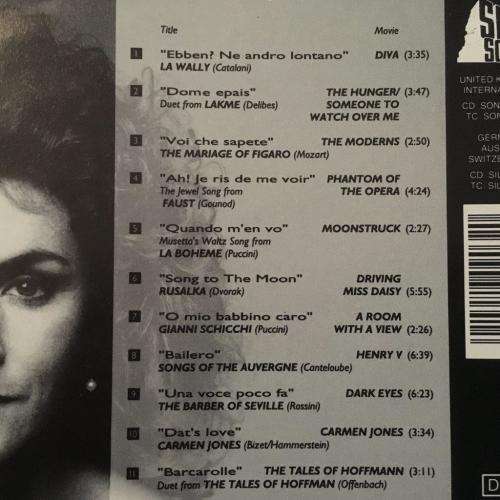 Title Movie
1 "Ebben? Ne andro lontano" DIVA (3:35)
LA WALLY (Catalani)
2 "Dome epais" THE HUNGER/ (3:47)
Duet from LAKME (Delibes) SOMEONE TO
WATCH OVER ME
3 "Voi che sapete" THE MODERNS (2:50)
THE MARIAGE OF FIGARO (Mozart)
4 "Ah! Je ris de me voir" PHANTOM OF
The Jewel Song from THE OPERA (4:24)
FAUST (Gounod)
5 "Quando m'en vo" MOONSTRUCK (2:27)
Musetta's Waltz Song from
LA BOHEME (Puccini)
6 "Song to The Moon" DRIVING
RUSALKA (Dvorak) MISS DAISY (5:55)
7 "O mio babbino caro" A ROOM
GIANNI SCHICCHI (Puccini) WITH A VIEW (2:26)
8 "Bailero" HENRY V (6:39)
SONGS OF THE AUVERGNE (Canteloube)
9 "Una voce poco fa" DARK EYES (6:23)
THE BARBER OF SEVILLE (Rossini)
10 "Dat's love" CARMEN JONES (3:34)
CARMEN JONES (Bizet/Hammerstein)
11 "Barcarolle" THE TALES OF HOFFMANN (3:11)
Duet from THE TALES OF HOFFMAN (Offenbach)
UNITED
INTERNA
CD SON
TC SON
GER
AUS
SWITZE
CD SIL
TC SIL